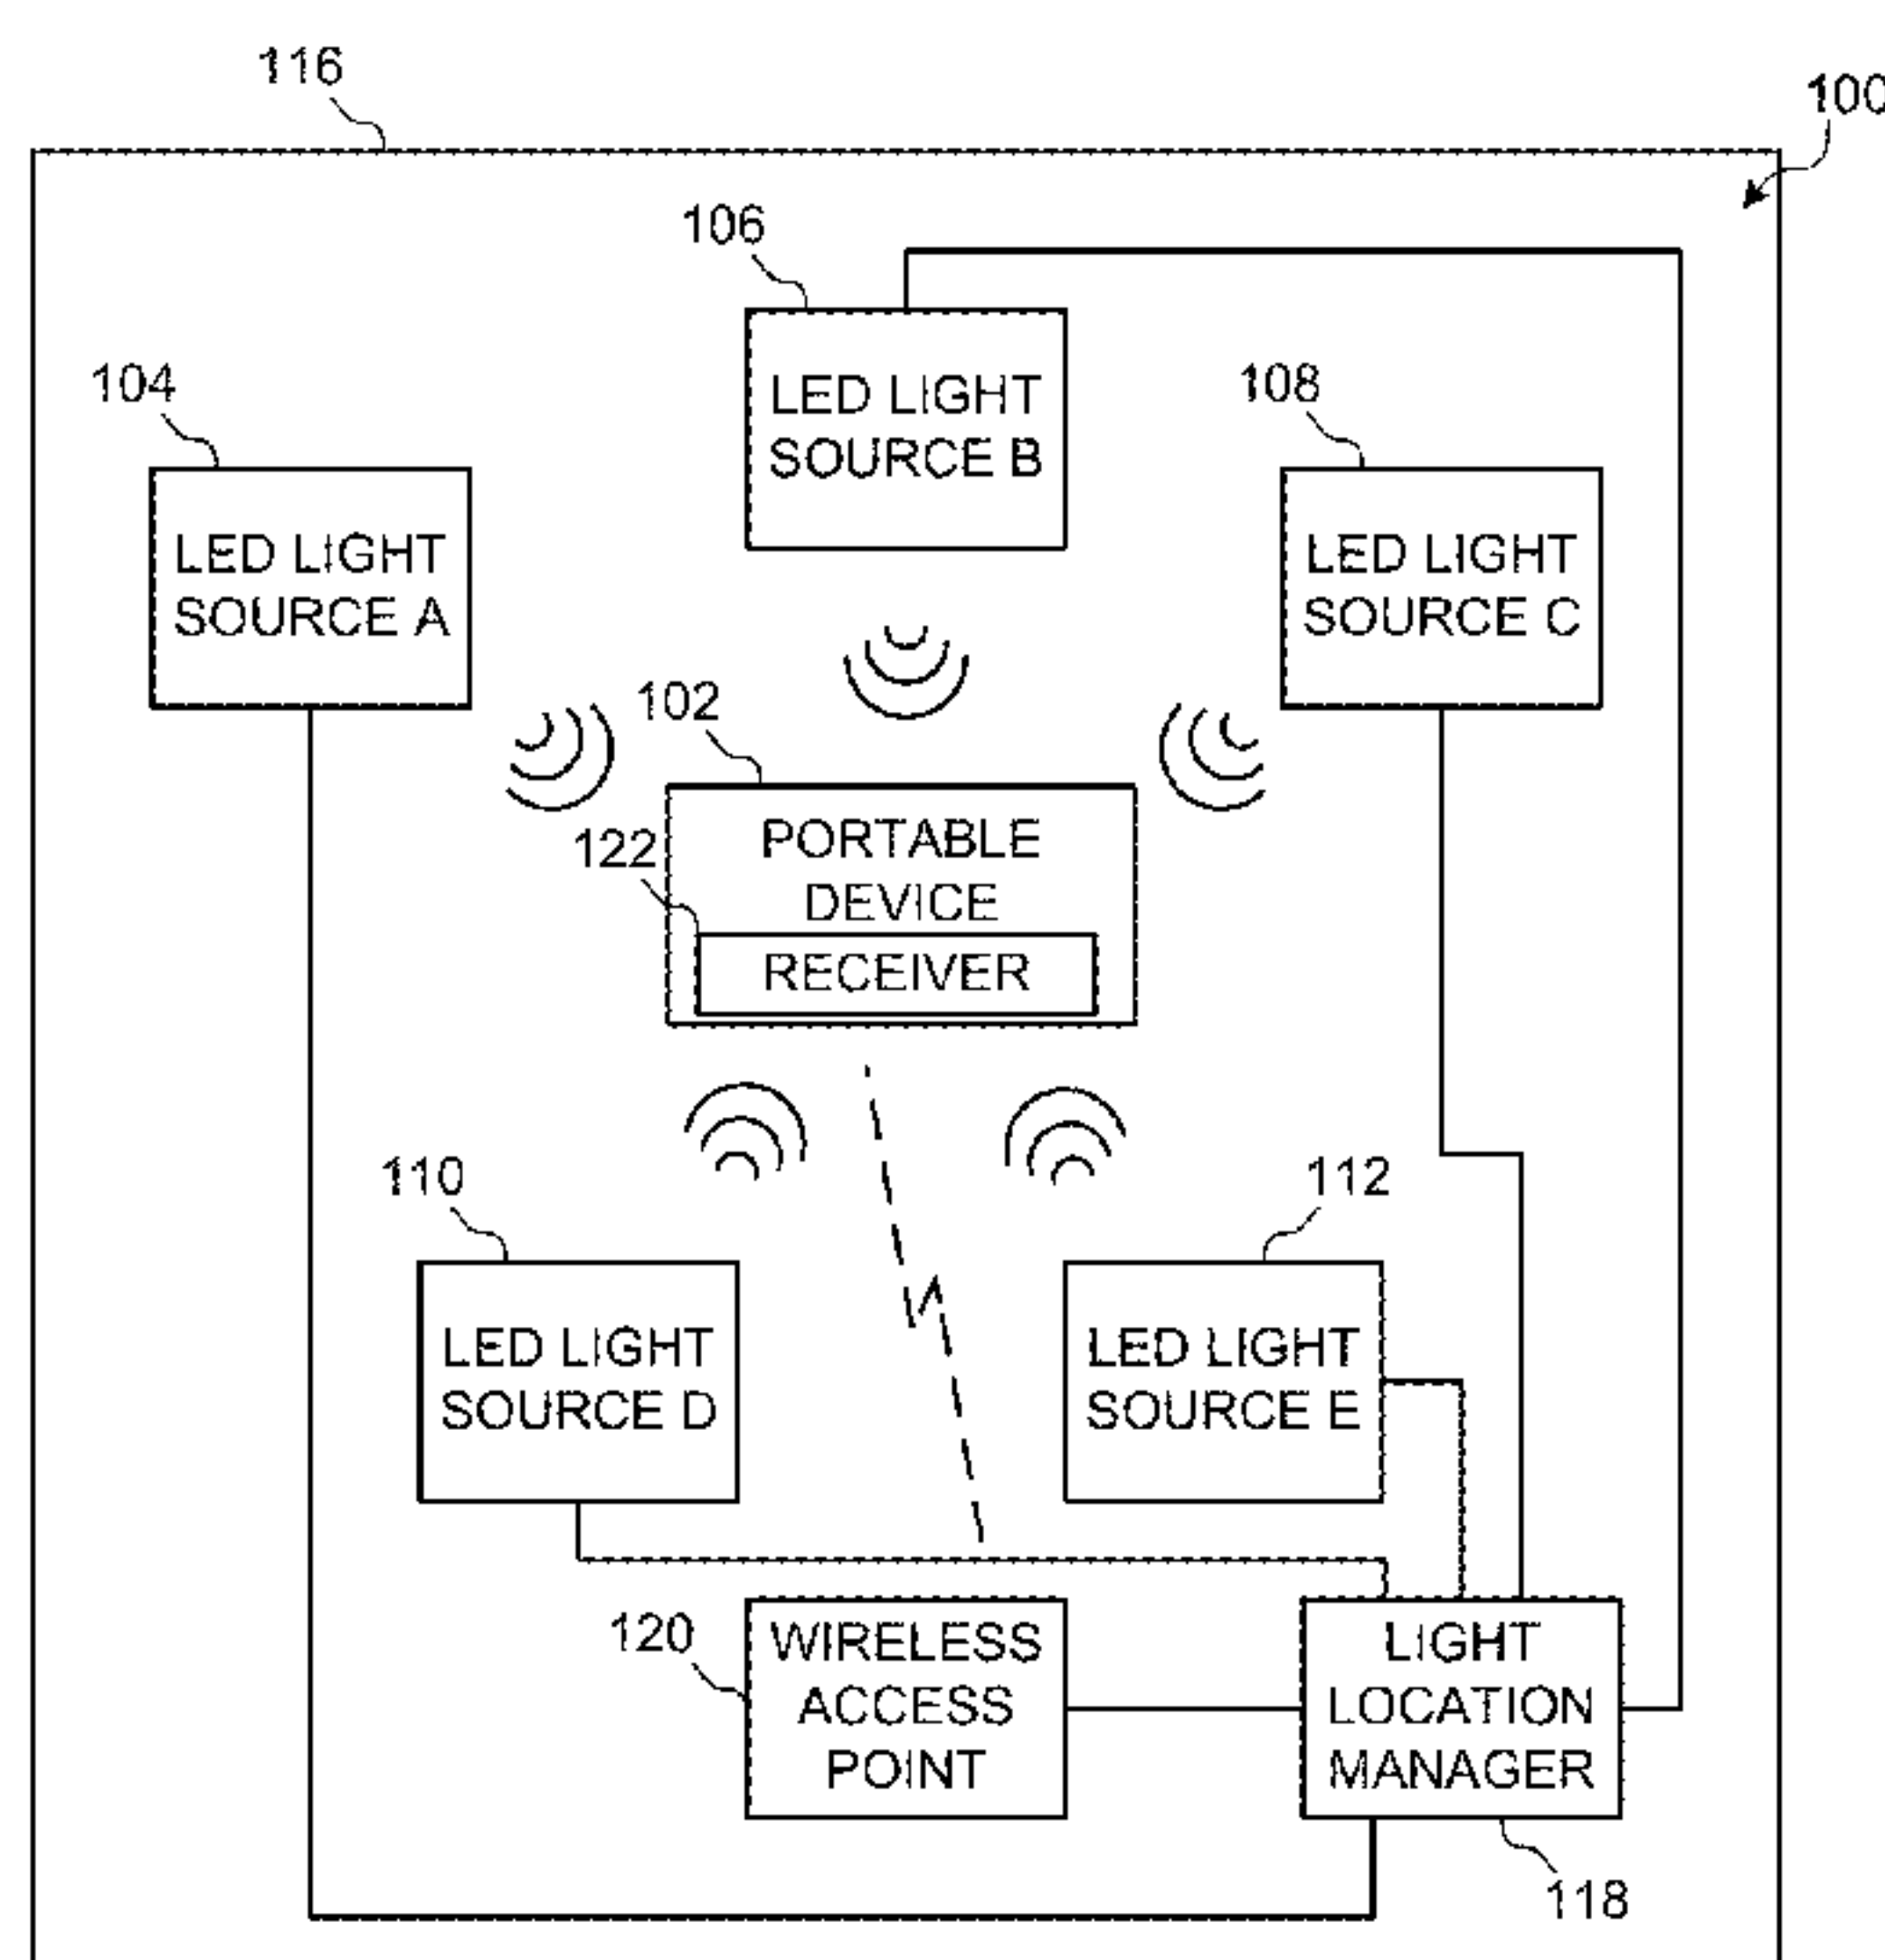 116
100
106
LED LIGHT
SOURCE B
104
LED LIGHT
SOURCE A
108
LED LIGHT
SOURCE C
102
PORTABLE
DEVICE
122
RECEIVER
110
LED LIGHT
SOURCE D
112
LED LIGHT
SOURCE E
120
WIRELESS
ACCESS
POINT
LIGHT
LOCATION
MANAGER
118